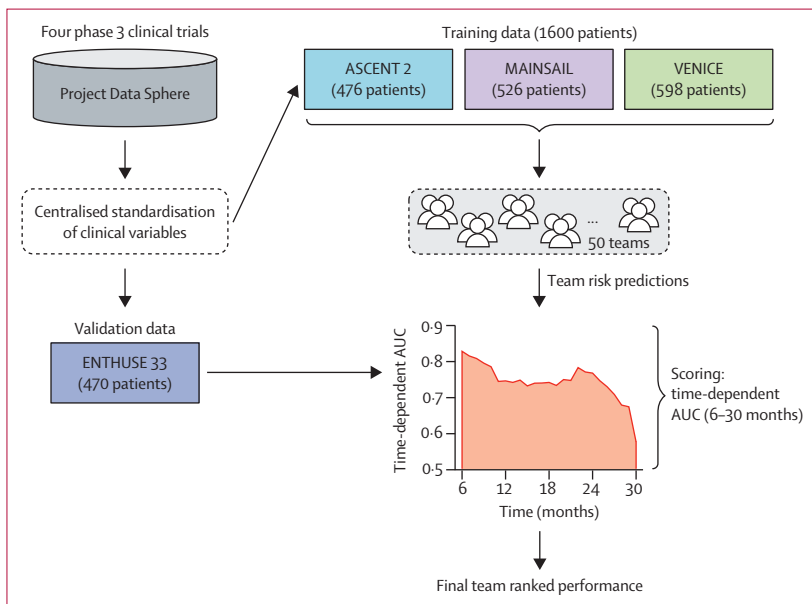 Four phase 3 clinical trials
Project Data Sphere
Centralised standardisation
of clinical variables
Validation data
ENTHUSE 33
(470 patients)
Training data (1600 patients)
ASCENT 2
(476 patients)
MAINSAIL
(526 patients)
VENICE
(598 patients)
...
50 teams
Team risk predictions
Time-dependent AUC
0·9
0·8
0·7
0·6
0·5
6 12 18 24 30
Time (months)
Scoring:
time-dependent
AUC (6–30 months)
Final team ranked performance